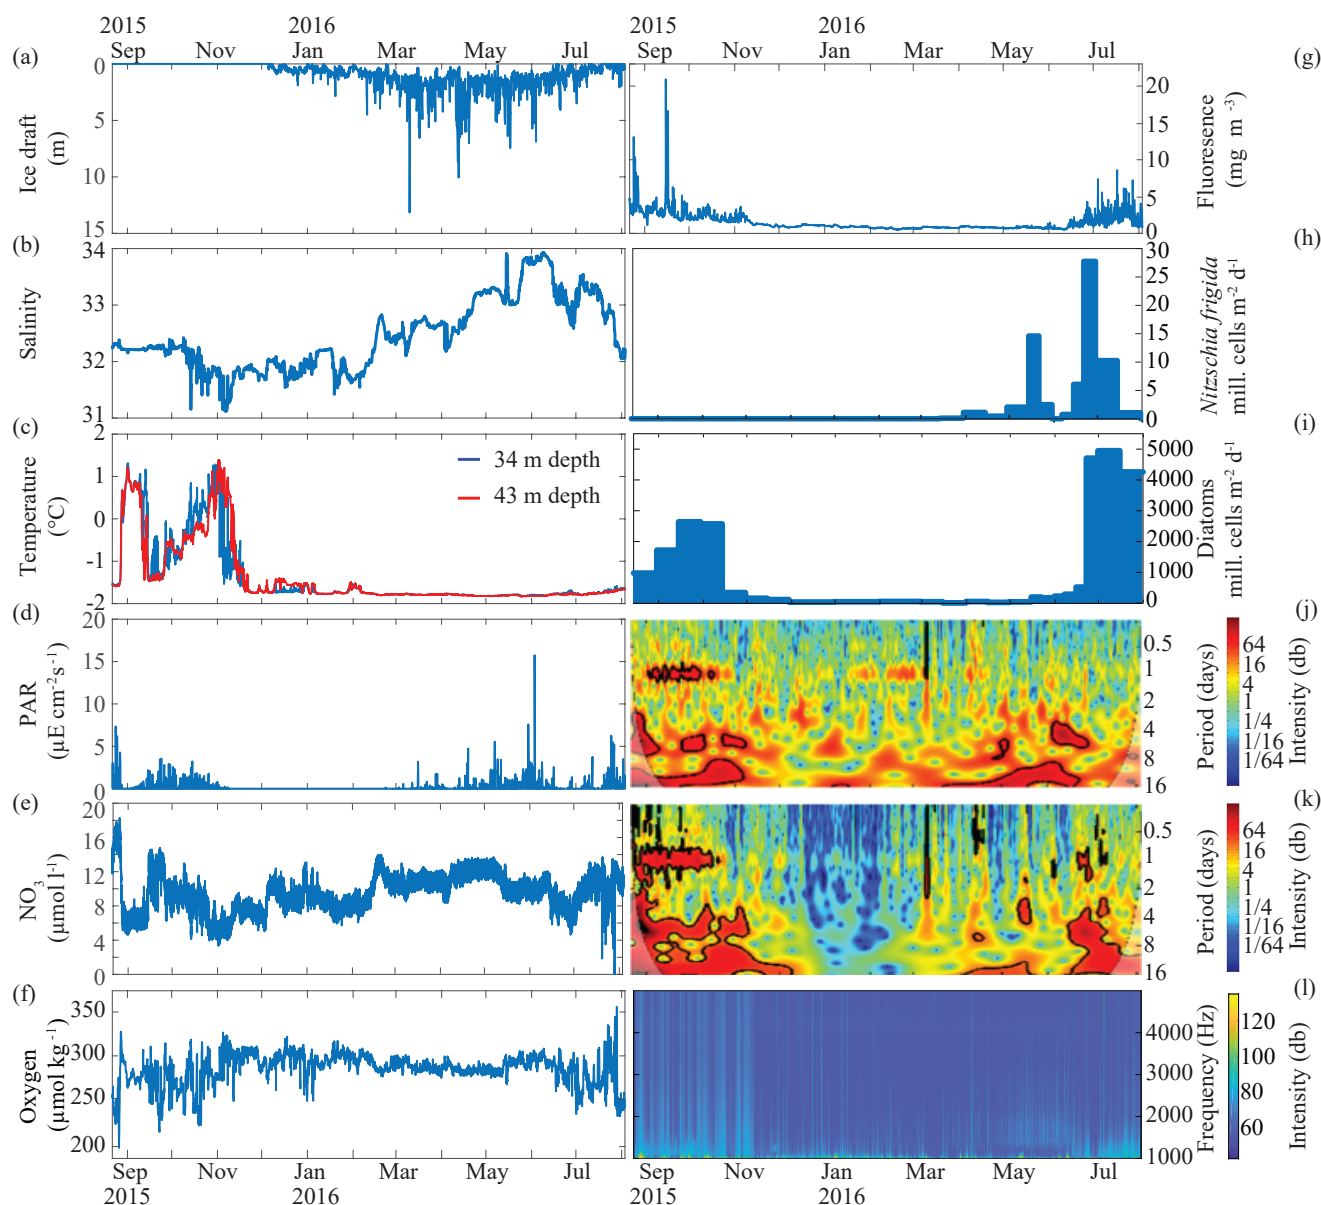 2015 2016 2015 2016
Sep Nov Jan Mar May Jul Sep Nov Jan Mar May Jul
(a)
0
5
10
15
Ice draft
(m)
(g)
20
15
10
5
0
Fluoresence
(mg m -3)
(b)
34
33
32
31
Salinity
(h)
30
25
20
15
10
5
0
Nitzschia frigida
mill. cells m-2 d-1
(c)
2
1
0
-1
-2
Temperature
(°C)
34 m depth
43 m depth
(i)
5000
4000
3000
2000
1000
0
Diatoms
mill. cells m-2 d-1
(d)
20
15
10
5
0
PAR
(µE cm-2s-1)
(j)
0.5
1
2
4
8
16
Period (days)
64
16
4
1
1/4
1/16
1/64
Intensity (db)
(e)
20
16
12
8
4
0
NO3
(µmol l-1)
(k)
0.5
1
2
4
8
16
Period (days)
64
16
4
1
1/4
1/16
1/64
Intensity (db)
(f)
350
300
250
200
Oxygen
(µmol kg-1)
(l)
4000
3000
2000
1000
Frequency (Hz)
120
100
80
60
Intensity (db)
Sep Nov Jan Mar May Jul Sep Nov Jan Mar May Jul
2015 2016 2015 2016